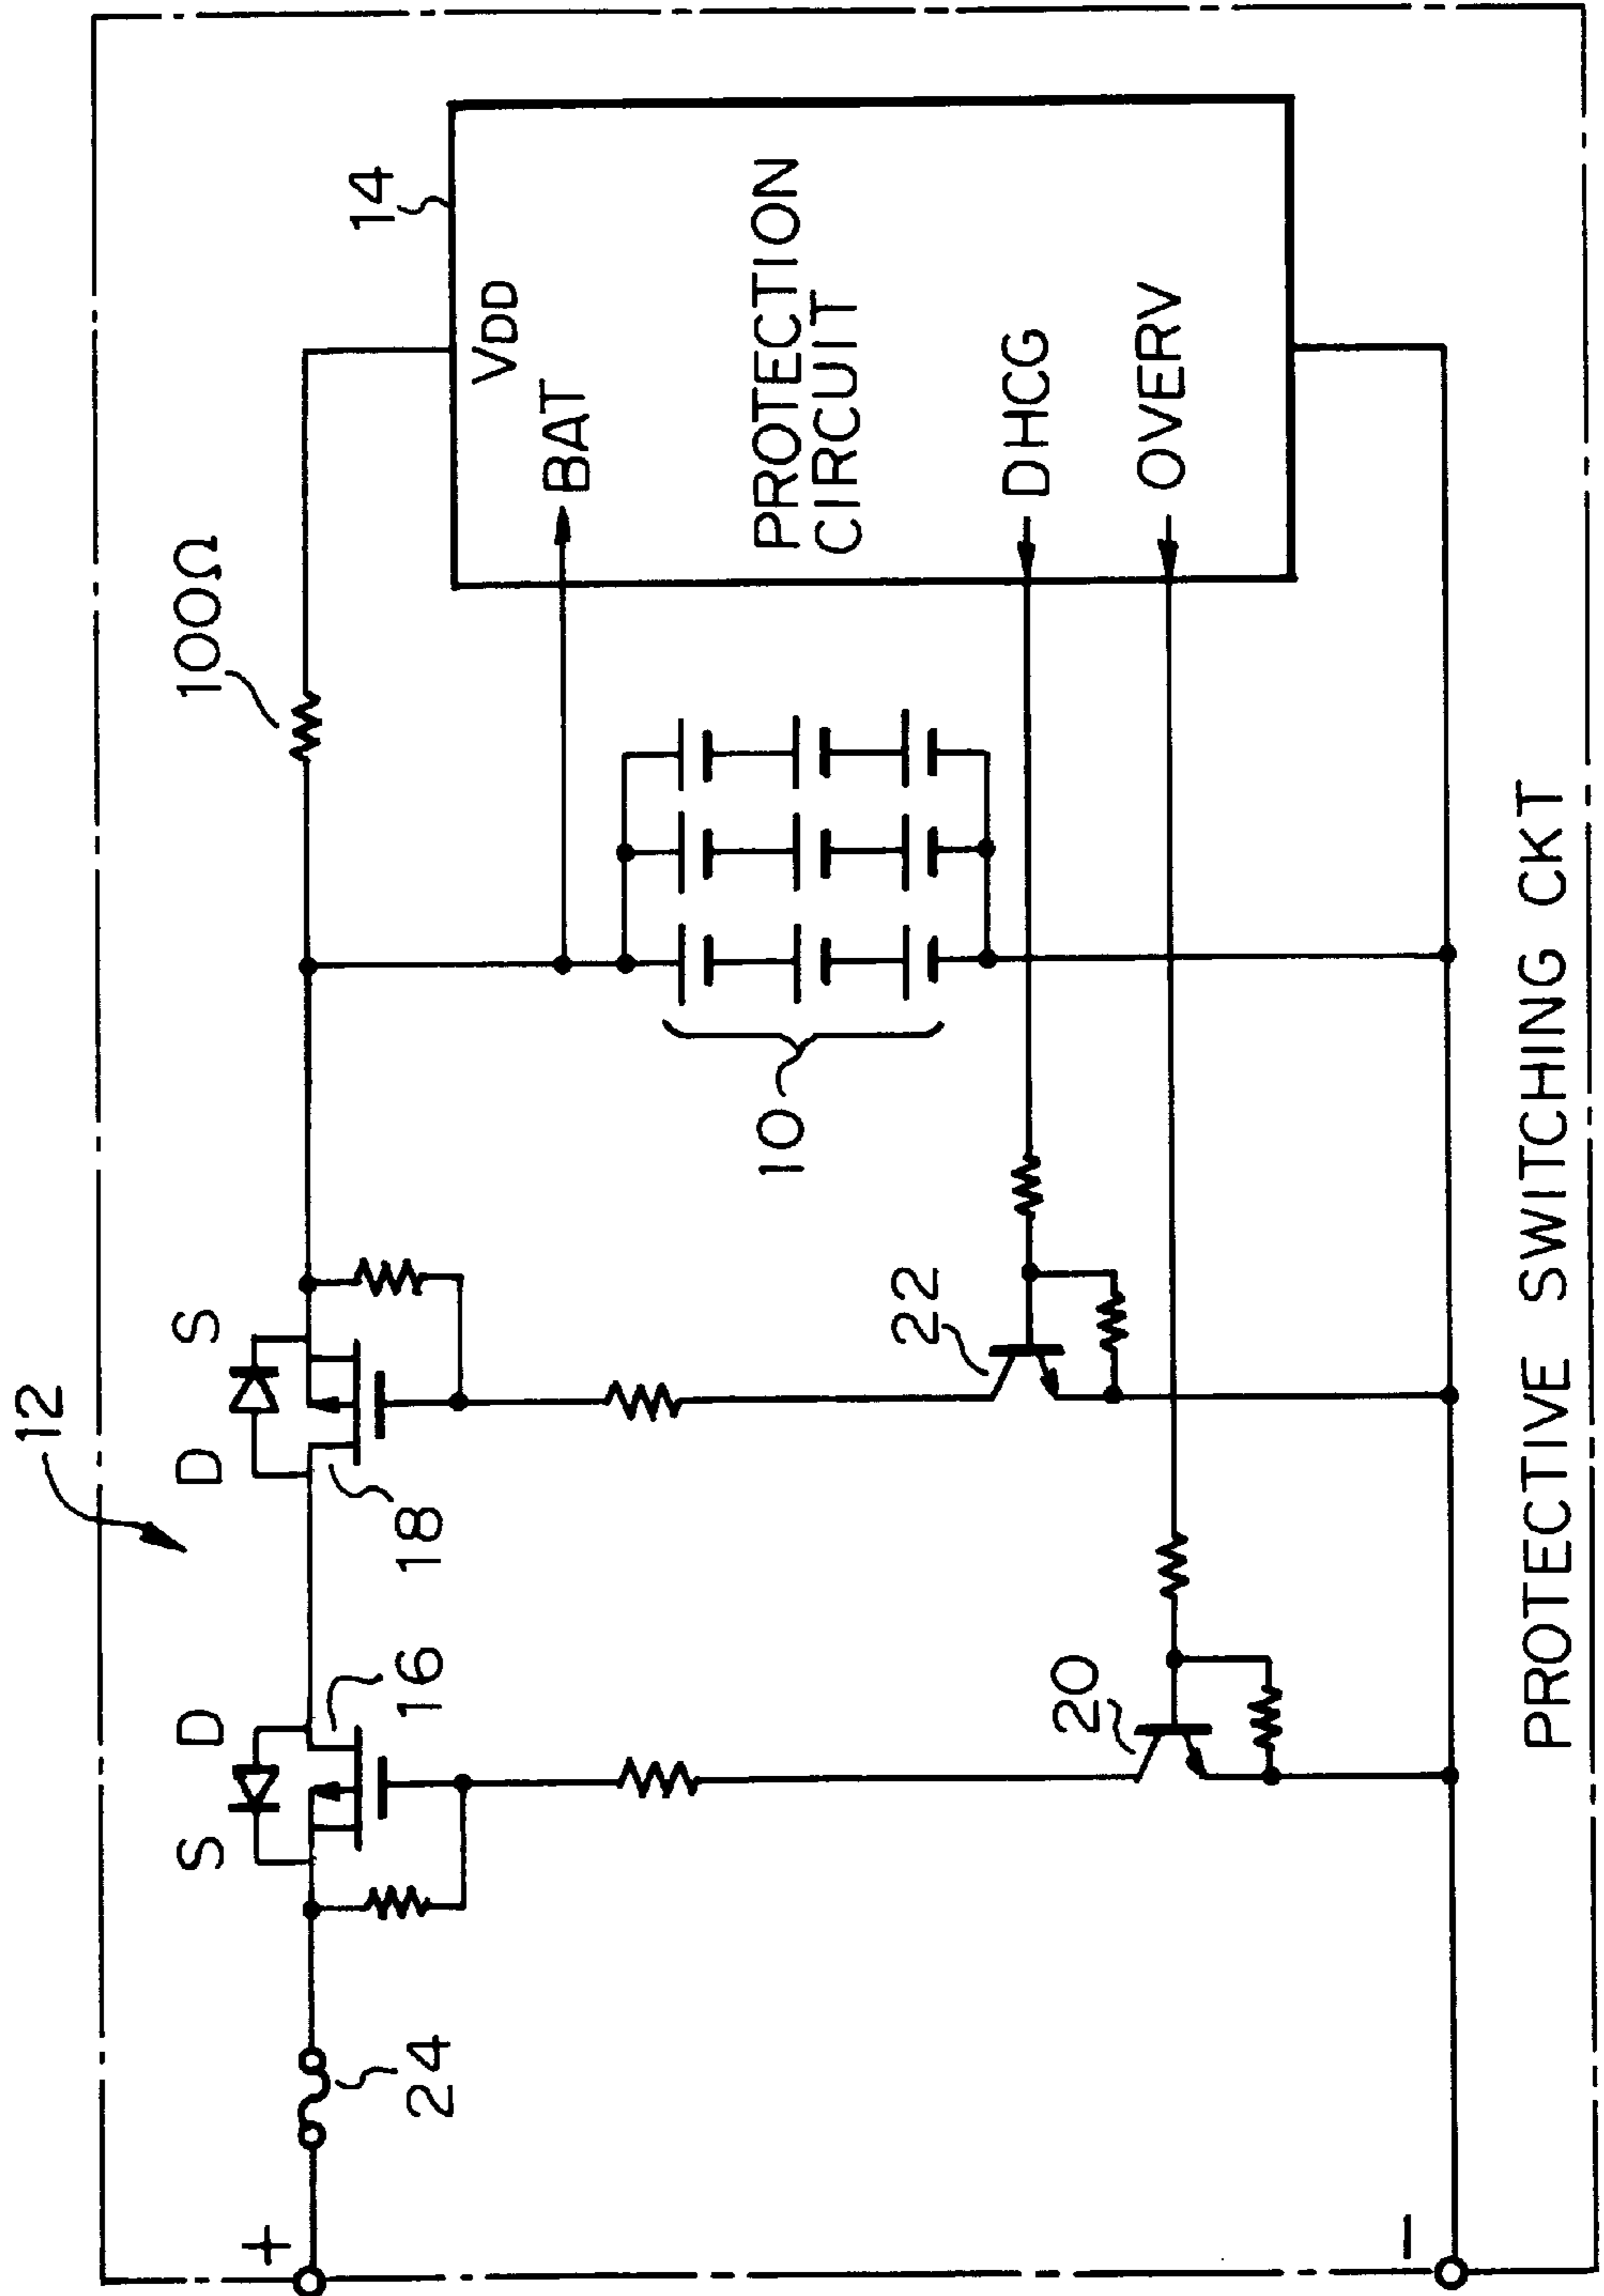 12
S D D S
100Ω
+
24
16
18
14
VDD
BAT
PROTECTION
CIRCUIT
DHCG
OVERV
10
22
20
−
PROTECTIVE SWITCHING CKT